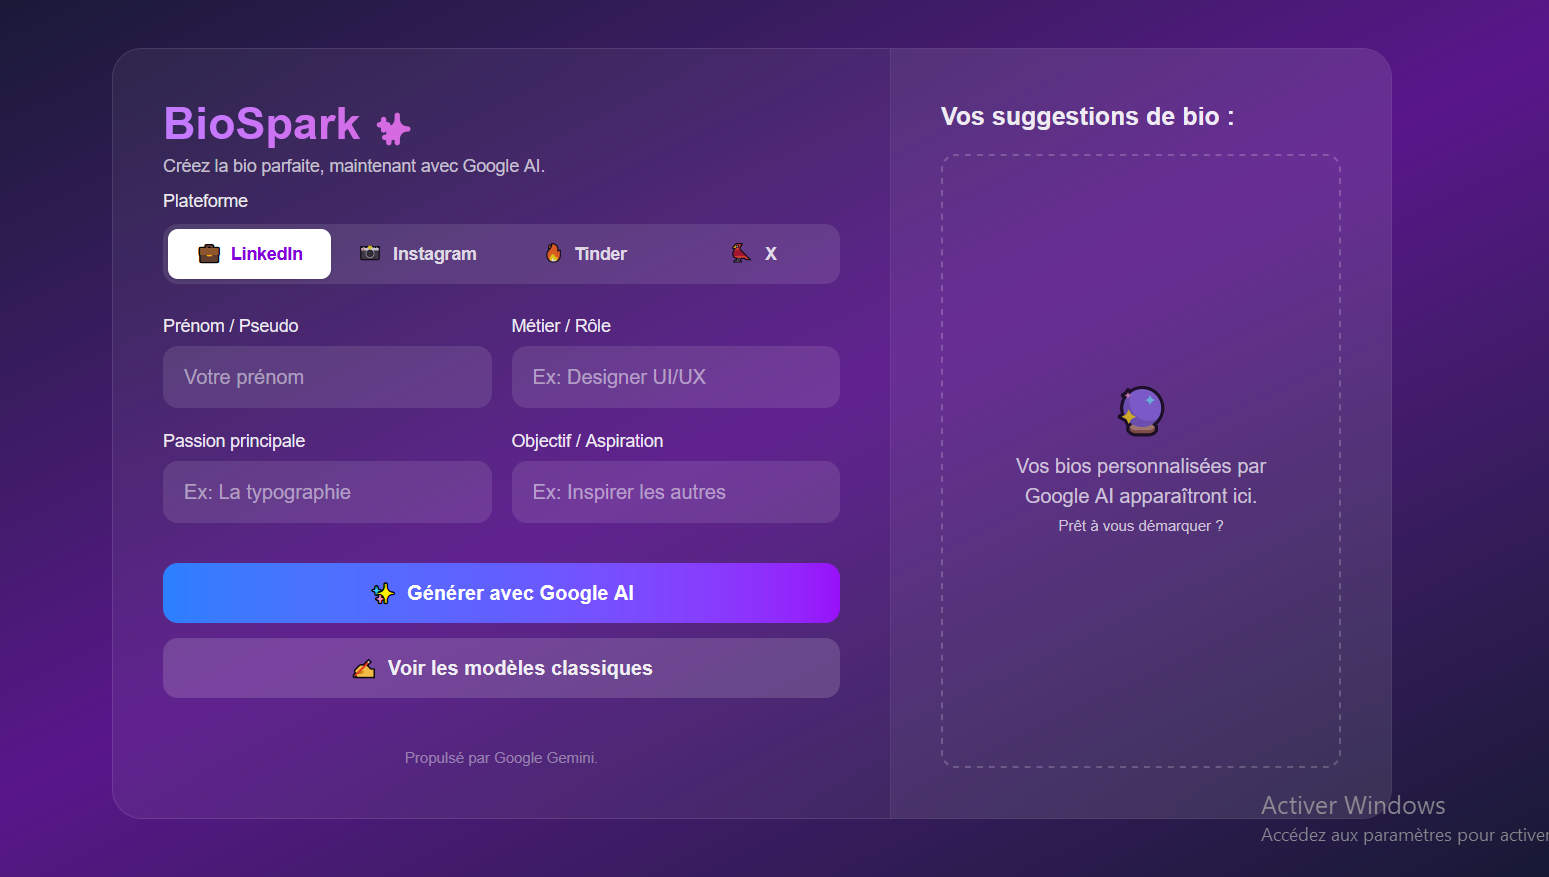 BioSpark
Créez la bio parfaite, maintenant avec Google AI.
Plateforme
LinkedIn
Instagram
Tinder
X
Prénom / Pseudo
Métier / Rôle
Votre prénom
Ex: Designer UI/UX
Passion principale
Objectif / Aspiration
Ex: La typographie
Ex: Inspirer les autres
Générer avec Google AI
Voir les modèles classiques
Propulsé par Google Gemini.
Vos suggestions de bio :
Vos bios personnalisées par
Google AI apparaîtront ici.
Prêt à vous démarquer ?
Activer Windows
Accédez aux paramètres pour activer